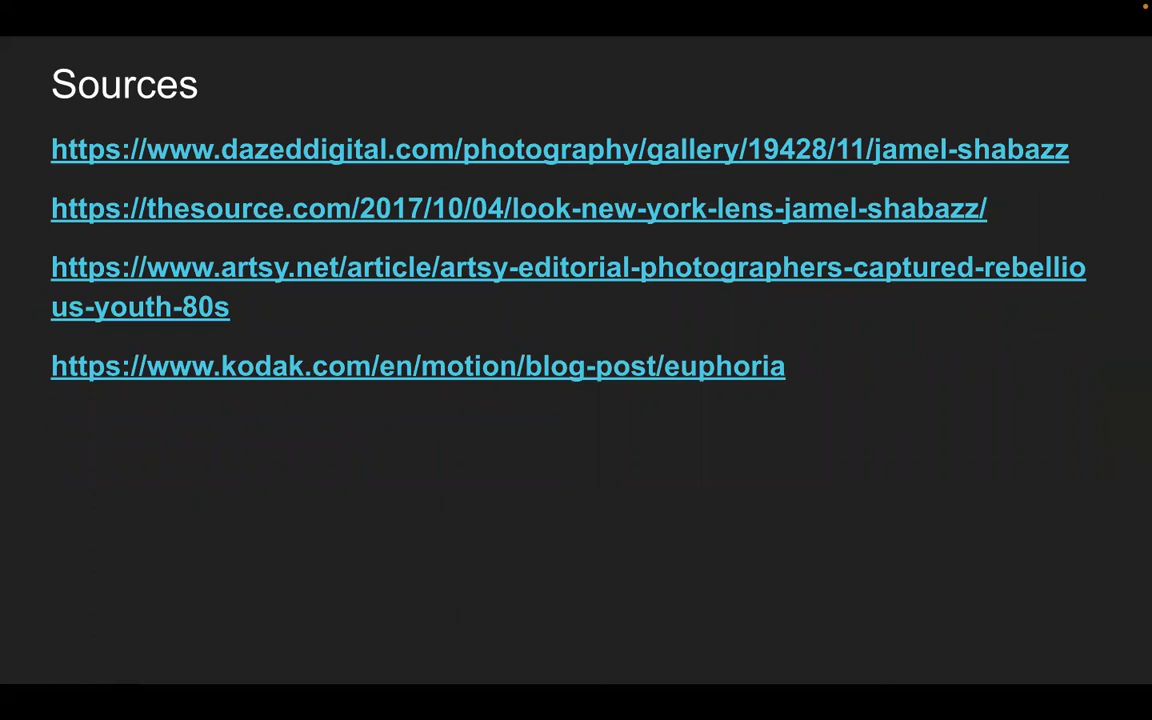 Sources
https://www.dazeddigital.com/photography/gallery/19428/11/jamel-shabazz
https://thesource.com/2017/10/04/look-new-york-lens-jamel-shabazz/
https://www.artsy.net/article/artsy-editorial-photographers-captured-rebellio
us-youth-80s
https://www.kodak.com/en/motion/blog-post/euphoria